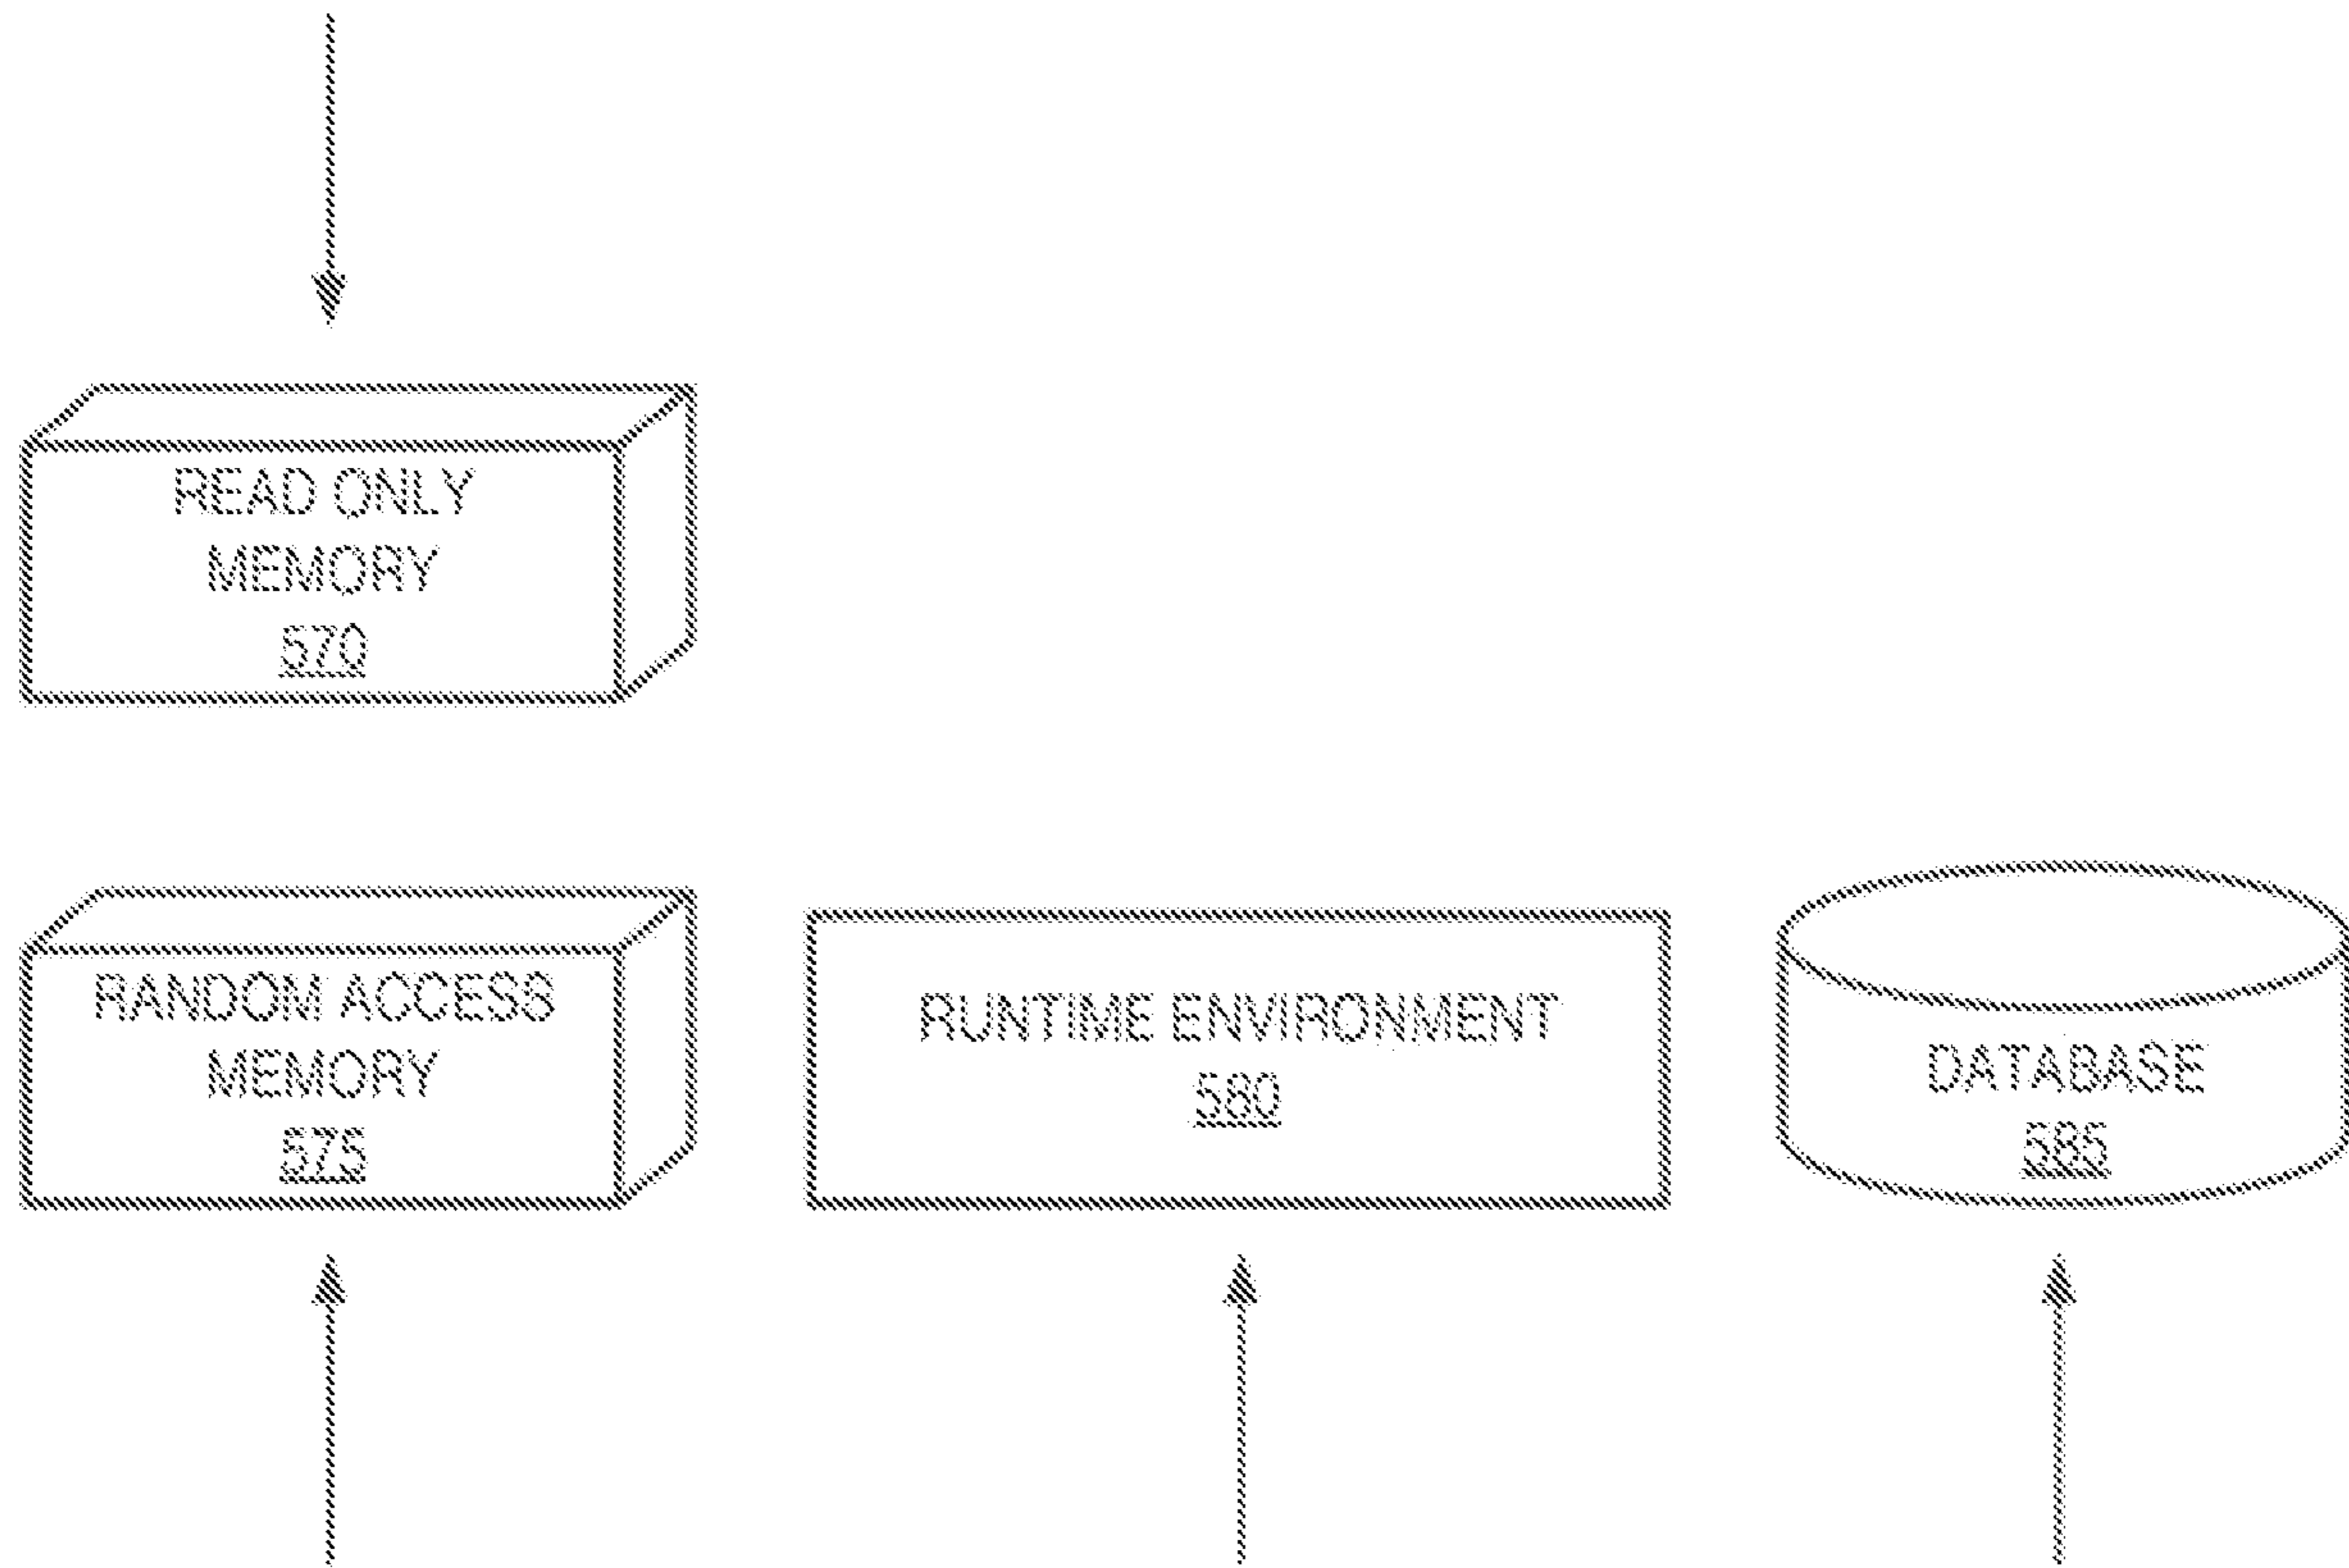 READ ONLY
MEMORY
570
RANDOM ACCESS
MEMORY
575
RUNTIME ENVIRONMENT
580
DATABASE
585